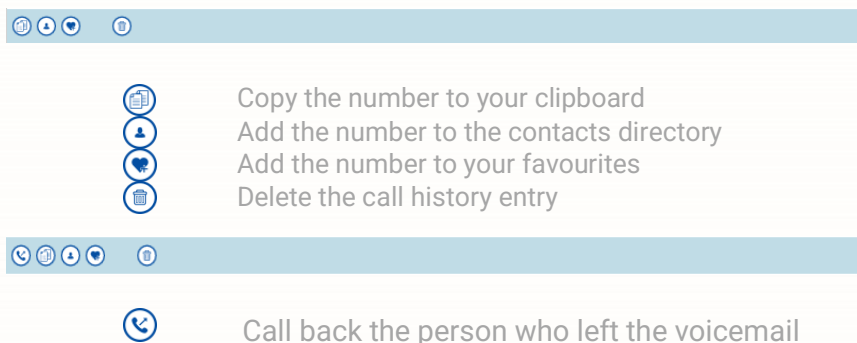 Copy the number to your clipboard
Add the number to the contacts directory
Add the number to your favourites
Delete the call history entry
Call back the person who left the voicemail